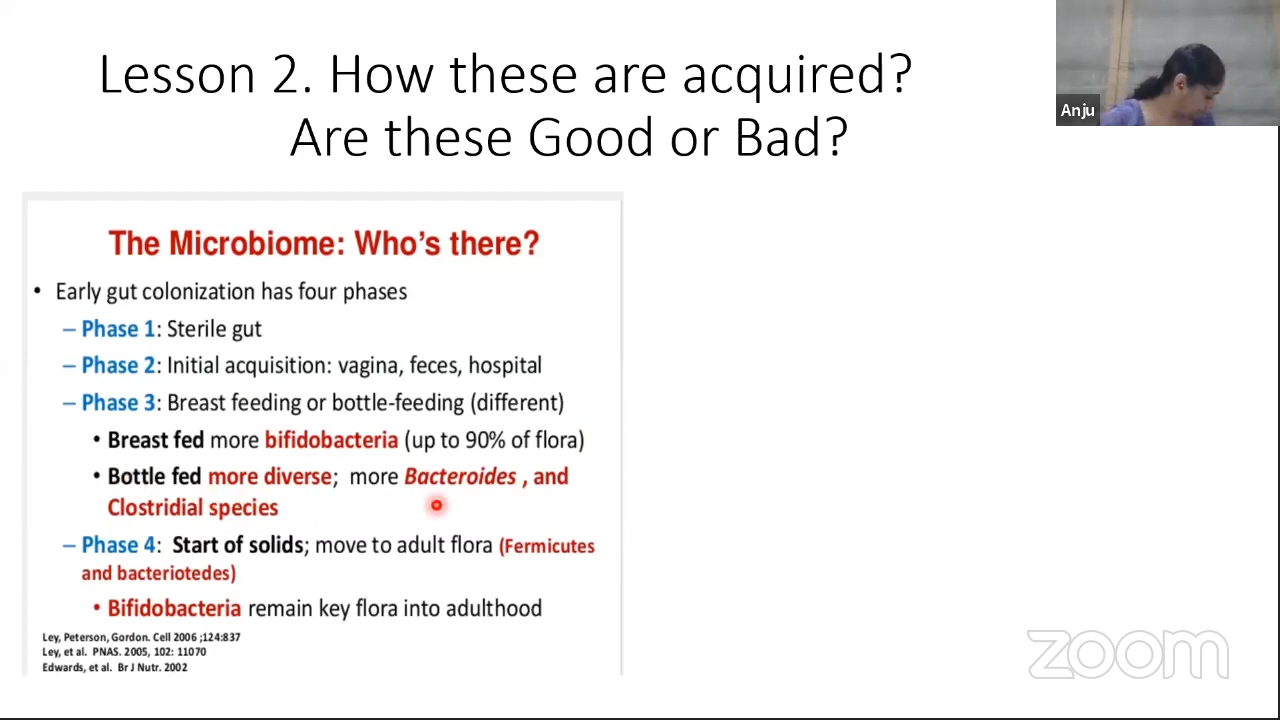 Lesson 2. How these are acquired?
Are these Good or Bad?
Anju
The Microbiome: Who's there?
• Early gut colonization has four phases
– Phase 1: Sterile gut
– Phase 2: Initial acquisition: vagina, feces, hospital
– Phase 3: Breast feeding or bottle-feeding (different)
• Breast fed more bifidobacteria (up to 90% of flora)
• Bottle fed more diverse; more Bacteroides , and
Clostridial species
– Phase 4: Start of solids; move to adult flora (Fermicutes
and bacteriotedes)
• Bifidobacteria remain key flora into adulthood
Ley, Peterson, Gordon. Cell 2006 ;124:837
Ley, et al. PNAS. 2005, 102: 11070
Edwards, et al. Br J Nutr. 2002
zoom